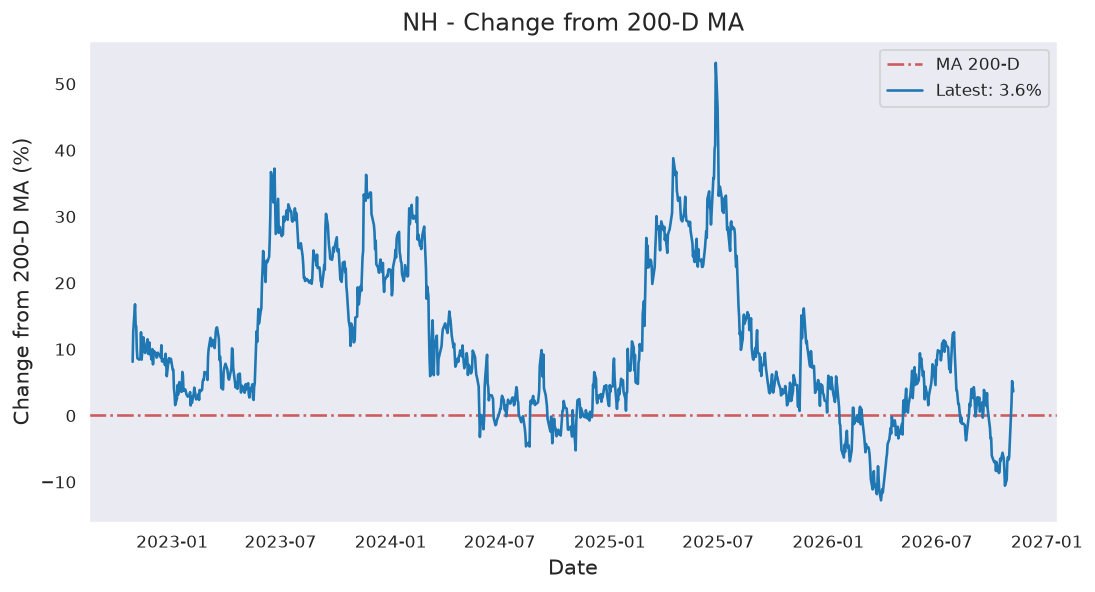 NH - Change from 200-D MA
MA 200-D
Latest: 3.6%
Change from 200-D MA (%)
50
40
30
20
10
0
−10
2023-01 2023-07 2024-01 2024-07 2025-01 2025-07 2026-01 2026-07 2027-01
Date